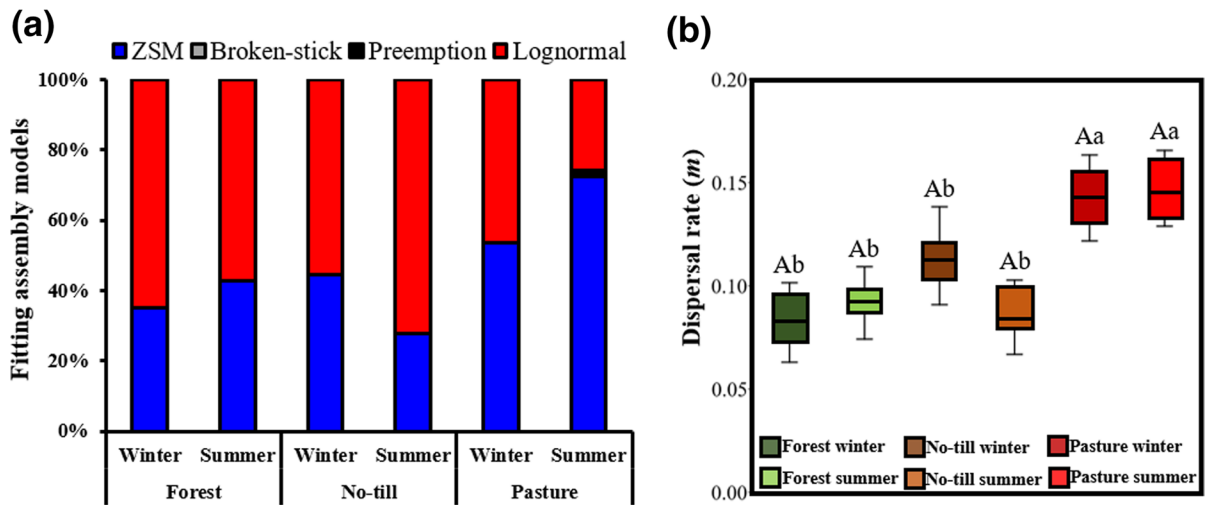 (a)
ZSM Broken-stick Preemption Lognormal
Fitting assembly models
100%
80%
60%
40%
20%
0%
Winter Summer Winter Summer Winter Summer
Forest No-till Pasture
(b)
Dispersal rate (m)
0.20
0.15
0.10
0.05
0.00
Ab Ab Ab Ab Aa Aa
Forest winter No-till winter Pasture winter
Forest summer No-till summer Pasture summer